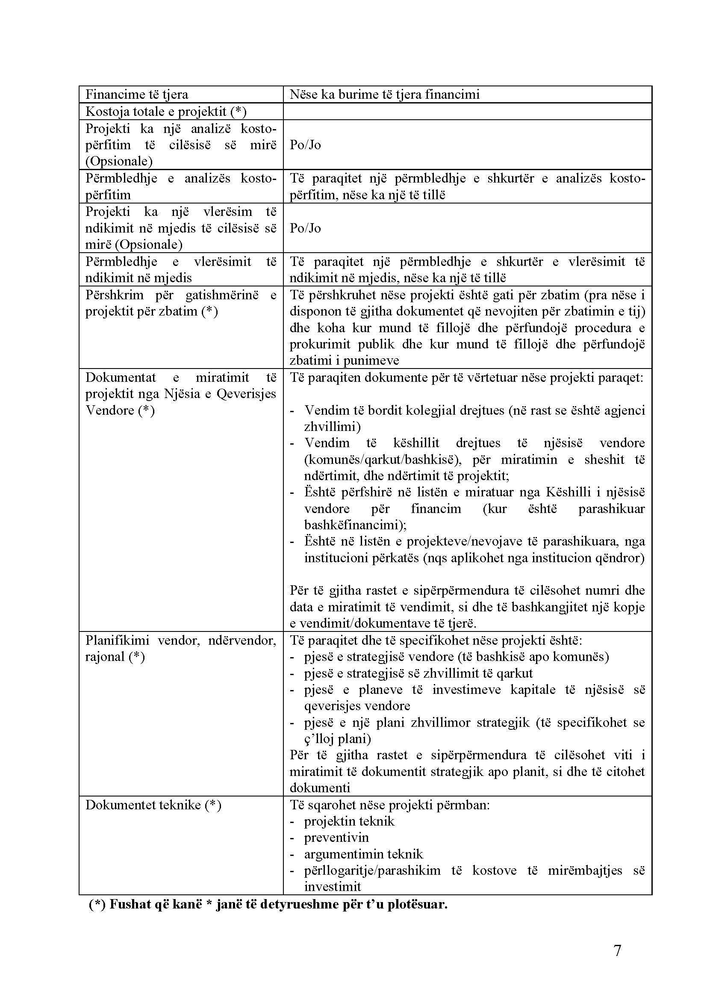 Financime të tjera
Nëse ka burime të tjera financimi
Kostoja totale e projektit (*)
Projekti ka një analizë kosto-
përfitim të cilësisë së mirë
(Opsionale)
Po/Jo
Përmbledhje e analizës kosto-
përfitim
Të paraqitet një përmbledhje e shkurtër e analizës kosto-
përfitim, nëse ka një të tillë
Projekti ka një vlerësim të
ndikimit në mjedis të cilësisë së
mirë (Opsionale)
Po/Jo
Përmbledhje e vlerësimit të
ndikimit në mjedis
Të paraqitet një përmbledhje e shkurtër e vlerësimit të
ndikimit në mjedis, nëse ka një të tillë
Përshkrim për gatishmërinë e
projektit për zbatim (*)
Të përshkruhet nëse projekti është gati për zbatim (pra nëse i
disponon të gjitha dokumentet që nevojiten për zbatimin e tij)
dhe koha kur mund të fillojë dhe përfundojë procedura e
prokurimit publik dhe kur mund të fillojë dhe përfundojë
zbatimi i punimeve
Dokumentat e miratimit të
projektit nga Njësia e Qeverisjes
Vendore (*)
Të paraqiten dokumente për të vërtetuar nëse projekti paraqet:
- Vendim të bordit kolegjial drejtues (në rast se është agjenci
zhvillimi)
- Vendim të këshillit drejtues të njësisë vendore
(komunës/qarkut/bashkisë), për miratimin e sheshit të
ndërtimit, dhe ndërtimit të projektit;
- Është përfshirë në listën e miratuar nga Këshilli i njësisë
vendore për financim (kur është parashikuar
bashkëfinancimi);
- Është në listën e projekteve/nevojave të parashikuara, nga
institucioni përkatës (nqs aplikohet nga institucion qëndror)
Për të gjitha rastet e sipërpërmendura të cilësohet numri dhe
data e miratimit të vendimit, si dhe të bashkangjitet një kopje
e vendimit/dokumentave të tjerë.
Planifikimi vendor, ndërvendor,
rajonal (*)
Të paraqitet dhe të specifikohet nëse projekti është:
- pjesë e strategjisë vendore (të bashkisë apo komunës)
- pjesë e strategjisë së zhvillimit të qarkut
- pjesë e planeve të investimeve kapitale të njësisë së
qeverisjes vendore
- pjesë e një plani zhvillimor strategjik (të specifikohet se
ç’lloj plani)
Për të gjitha rastet e sipërpërmendura të cilësohet viti i
miratimit të dokumentit strategjik apo planit, si dhe të citohet
dokumenti
Dokumentet teknike (*)
Të sqarohet nëse projekti përmban:
- projektin teknik
- preventivin
- argumentimin teknik
- përllogaritje/parashikim të kostove të mirëmbajtjes së
investimit
(*) Fushat që kanë * janë të detyrueshme për t’u plotësuar.
7